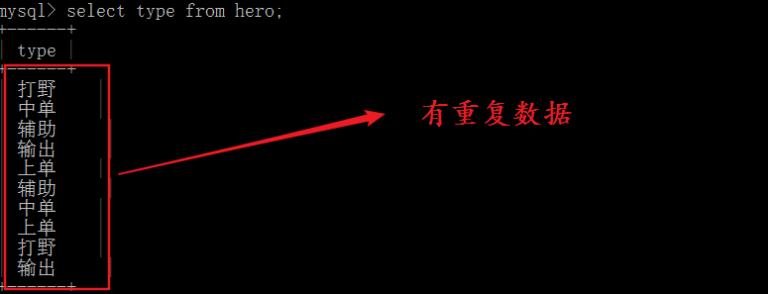 mysql> select type from hero;
+------+
| type |
+------+
打野
中单
辅助
输出
上单
辅助
中单
上单
打野
输出
+------+
有重复数据